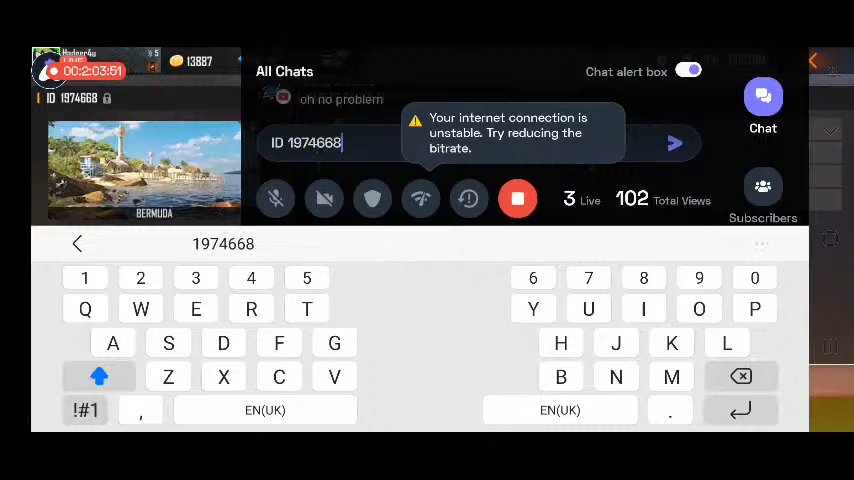 Hadeer4u
5
LIVE
00:2:03:51
13887
All Chats
Chat alert box
ID 1974668
oh no problem
Chat
Your internet connection is
unstable. Try reducing the
bitrate.
ID 1974668
BERMUDA
3 Live
102 Total Views
Subscribers
1974668
1 2 3 4 5 6 7 8 9 0
Q W E R T Y U I O P
A S D F G H J K L
Z X C V B N M
!#1 , EN(UK) EN(UK) .